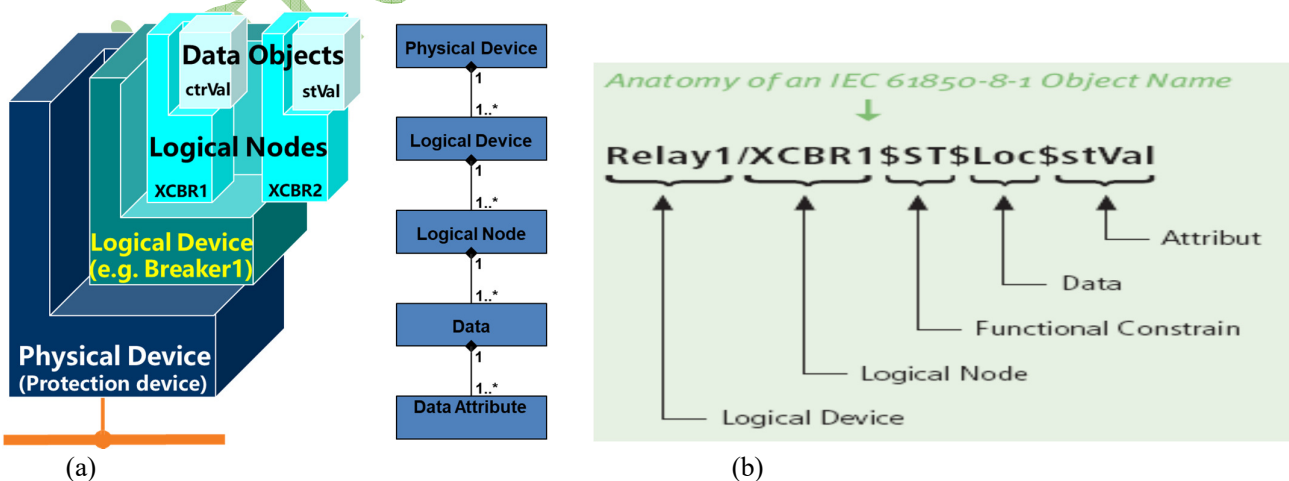 Data Objects
ctrVal
stVal
Logical Nodes
XCBR1
XCBR2
Logical Device
(e.g. Breaker1)
Physical Device
(Protection device)
Physical Device
1
1..*
Logical Device
1
1..*
Logical Node
1
1..*
Data
1
1..*
Data Attribute
Anatomy of an IEC 61850-8-1 Object Name
Relay1/XCBR1$ST$Loc$stVal
Attribut
Data
Functional Constrain
Logical Node
Logical Device
(a)
(b)